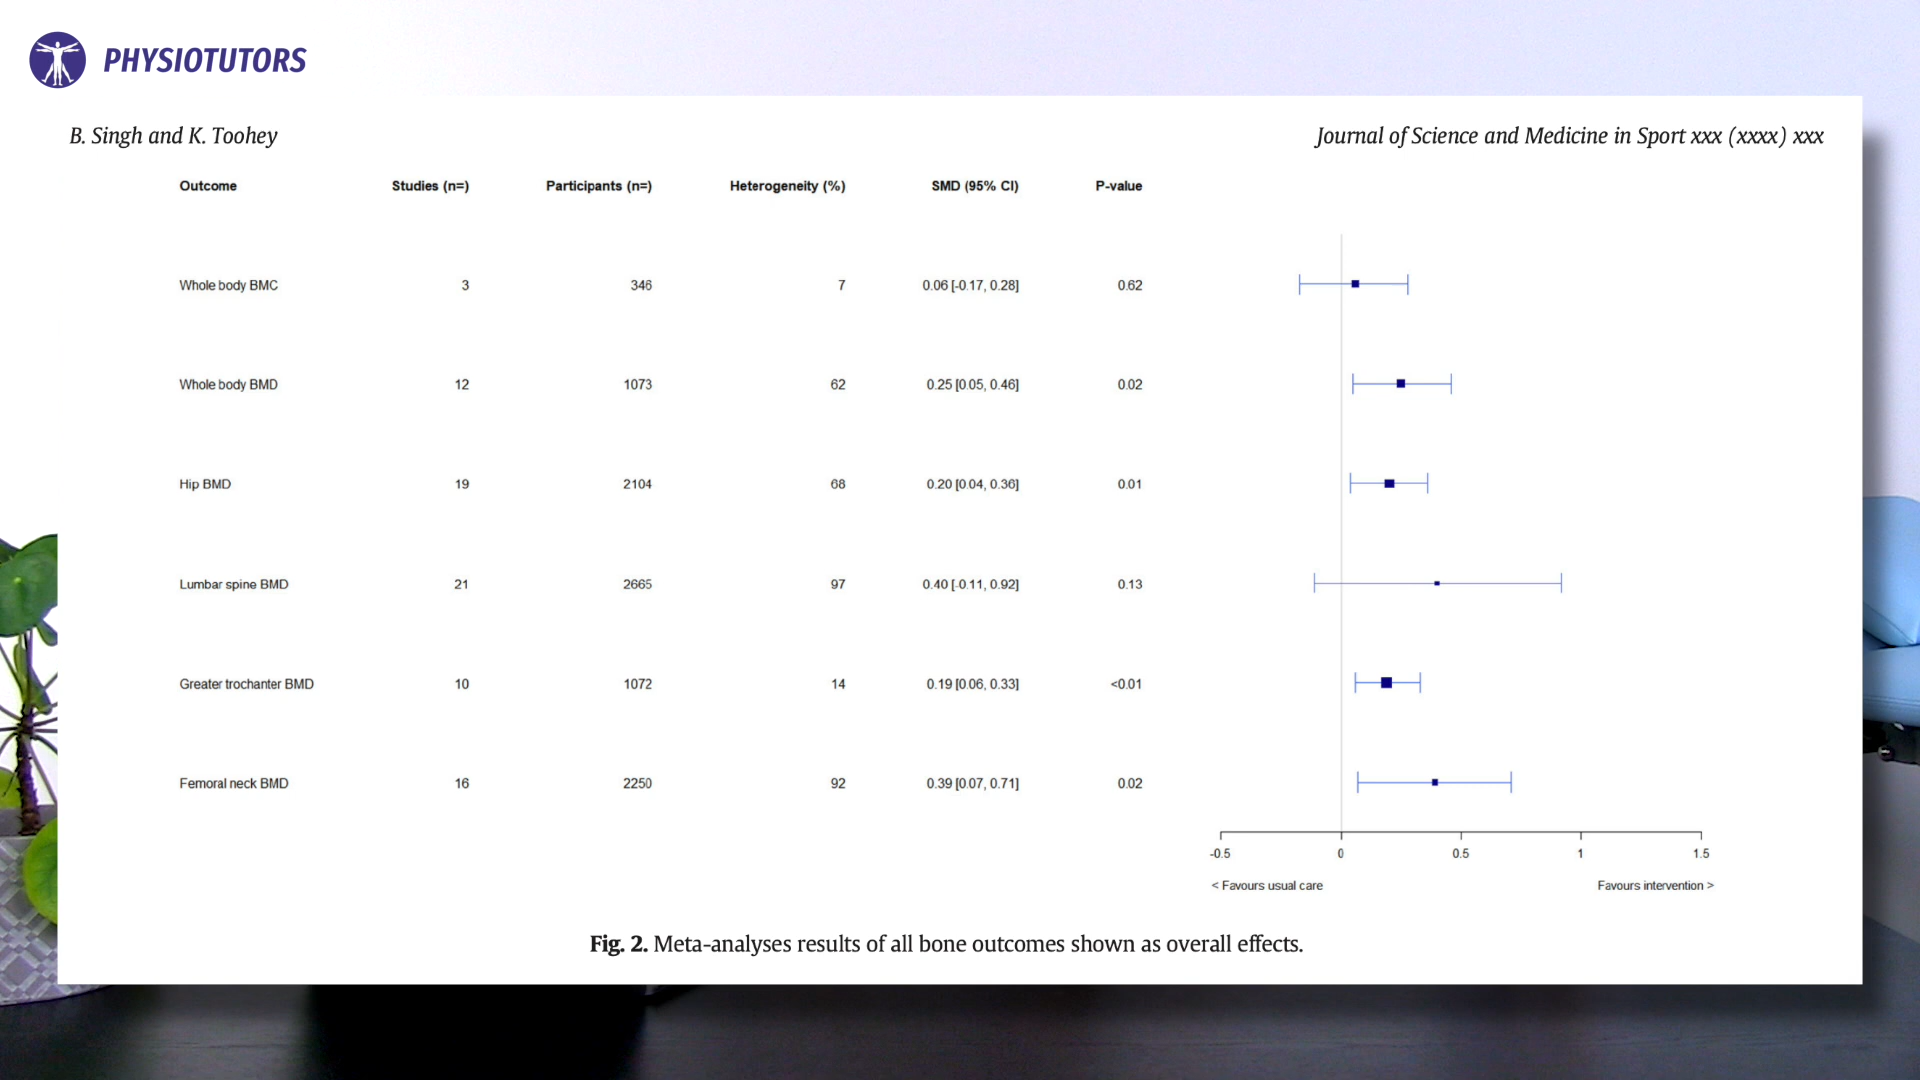 PHYSIOTUTORS
B. Singh and K. Toohey Journal of Science and Medicine in Sport xxx (xxxx) xxx
Outcome Studies (n=) Participants (n=) Heterogeneity (%) SMD (95% CI) P-value
Whole body BMC 3 346 7 0.06 [-0.17, 0.28] 0.62
Whole body BMD 12 1073 62 0.25 [0.05, 0.46] 0.02
Hip BMD 19 2104 68 0.20 [0.04, 0.36] 0.01
Lumbar spine BMD 21 2665 97 0.40 [-0.11, 0.92] 0.13
Greater trochanter BMD 10 1072 14 0.19 [0.06, 0.33] <0.01
Femoral neck BMD 16 2250 92 0.39 [0.07, 0.71] 0.02
-0.5 0 0.5 1 1.5
< Favours usual care Favours intervention >
Fig. 2. Meta-analyses results of all bone outcomes shown as overall effects.